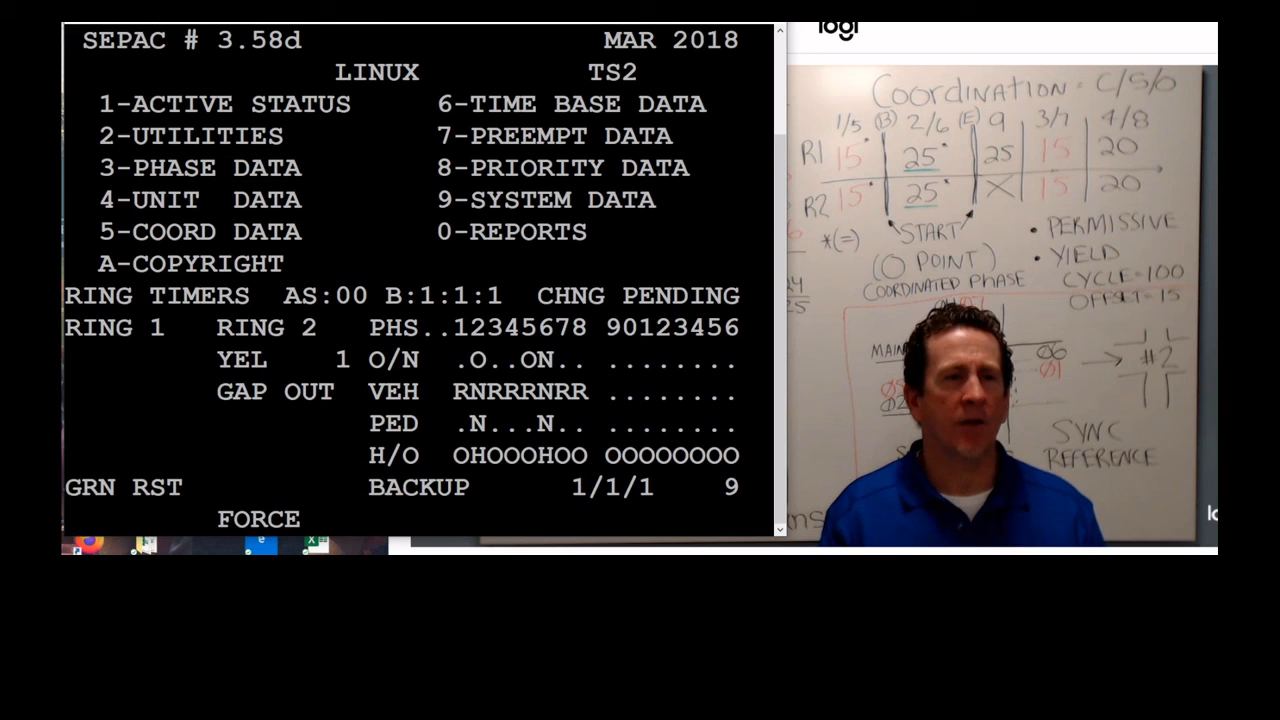 SEPAC # 3.58d MAR 2018
LINUX TS2
1-ACTIVE STATUS 6-TIME BASE DATA
2-UTILITIES 7-PREEMPT DATA
3-PHASE DATA 8-PRIORITY DATA
4-UNIT DATA 9-SYSTEM DATA
5-COORD DATA 0-REPORTS
A-COPYRIGHT
RING TIMERS AS:00 B:1:1:1 CHNG PENDING
RING 1 RING 2 PHS..12345678 90123456
YEL 1 O/N .O..ON.. ........
GAP OUT VEH RNRRRNRR ........
PED .N...N.. ........
H/O OHOOOHOO OOOOOOOO
GRN RST BACKUP 1/1/1 9
FORCE
logi
COORDINATION = C/S/O
1/5 (B) 2/6 (E) 9 3/7 4/8
R1 15* 25* 25 15 20
R2 15* 25* X 15 20
*(=)
START
(O POINT)
COORDINATED PHASE
• PERMISSIVE
• YIELD
CYCLE=100
OFFSET=15
MAIN
Ø6
Ø1
#2
SYNC
REFERENCE